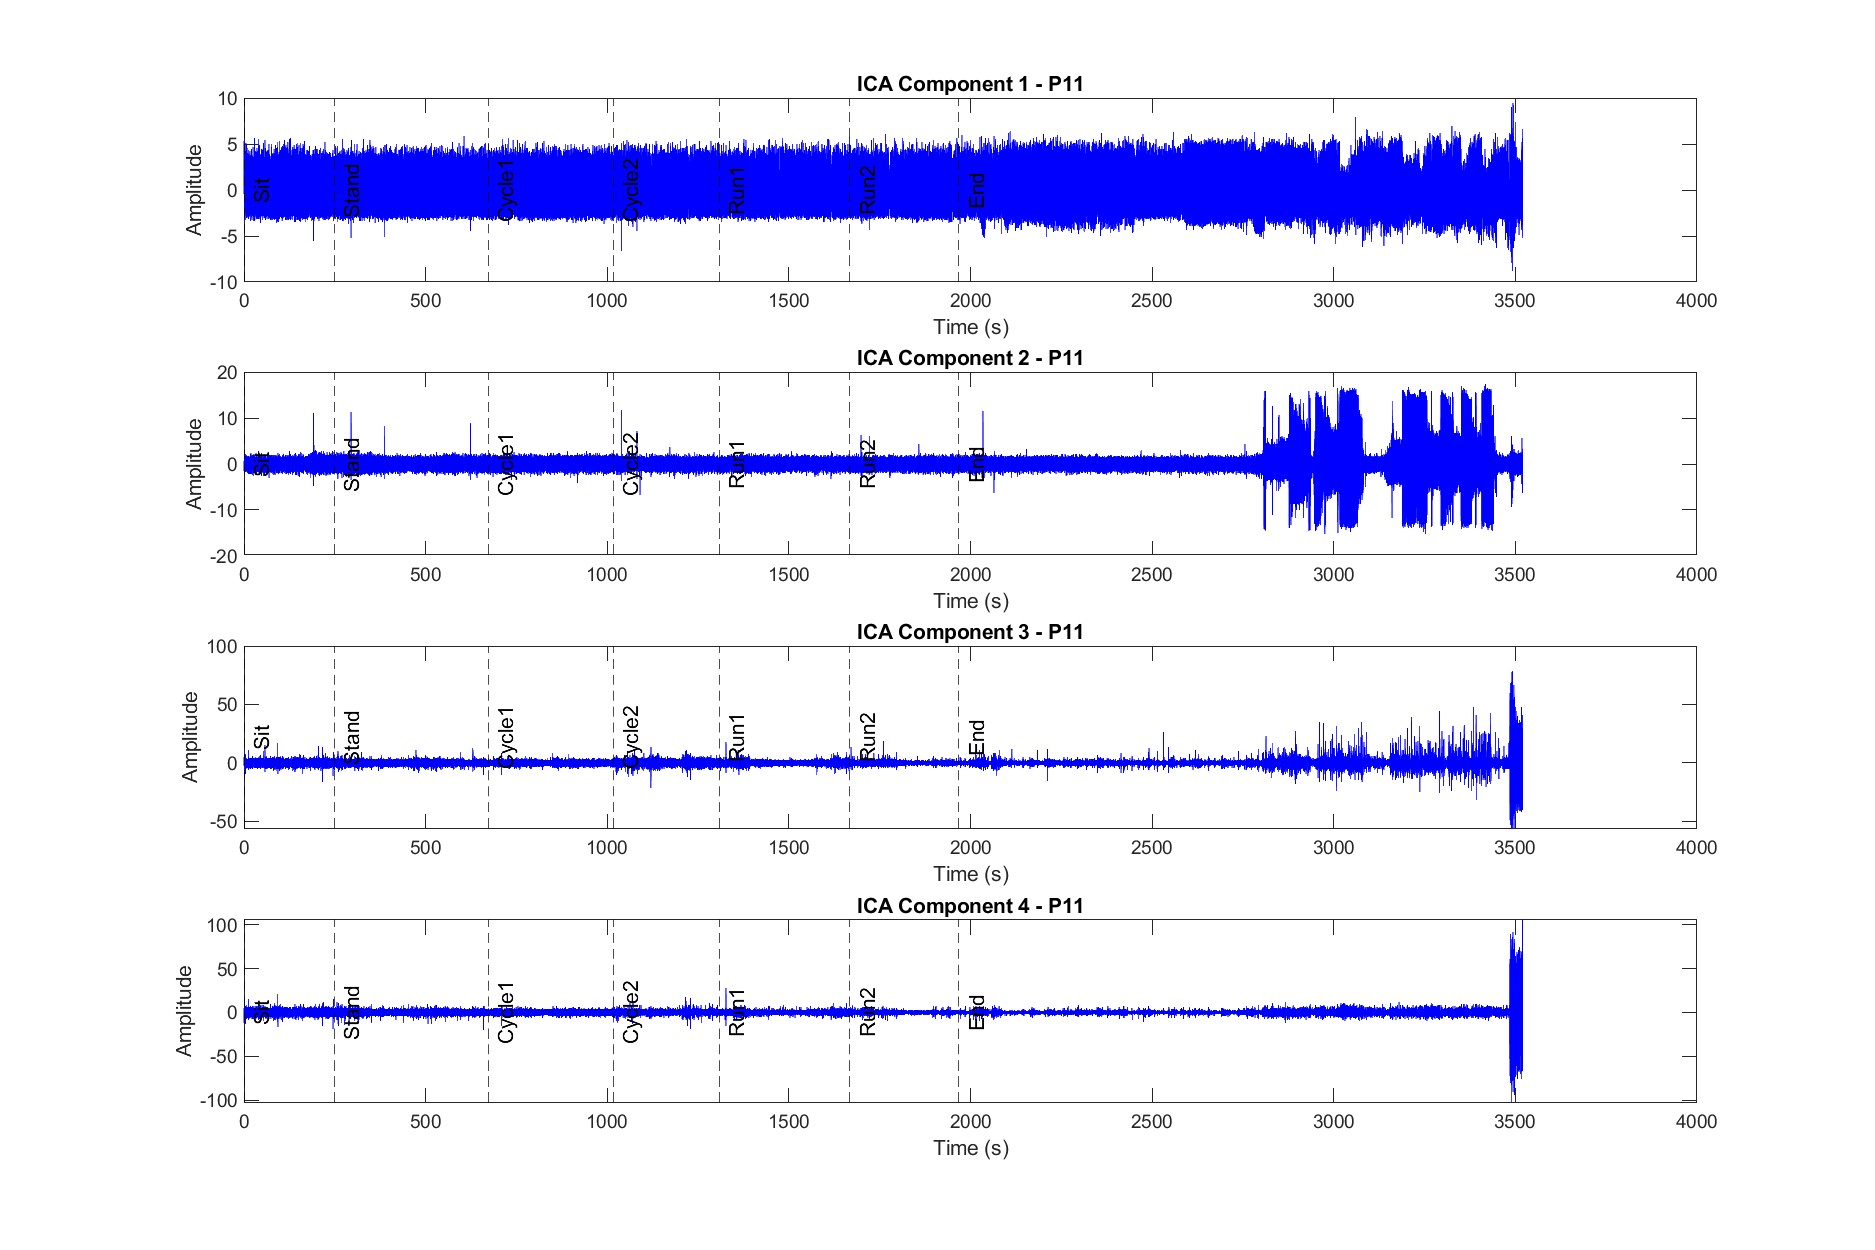 ICA Component 1 - P11
10
5
0
-5
-10
Amplitude
Sit
Stand
Cycle1
Cycle2
Run1
Run2
End
0 500 1000 1500 2000 2500 3000 3500 4000
Time (s)
ICA Component 2 - P11
20
10
0
-10
-20
Amplitude
Sit
Stand
Cycle1
Cycle2
Run1
Run2
End
0 500 1000 1500 2000 2500 3000 3500 4000
Time (s)
ICA Component 3 - P11
100
50
0
-50
Amplitude
Sit
Stand
Cycle1
Cycle2
Run1
Run2
End
0 500 1000 1500 2000 2500 3000 3500 4000
Time (s)
ICA Component 4 - P11
100
50
0
-50
-100
Amplitude
Sit
Stand
Cycle1
Cycle2
Run1
Run2
End
0 500 1000 1500 2000 2500 3000 3500 4000
Time (s)